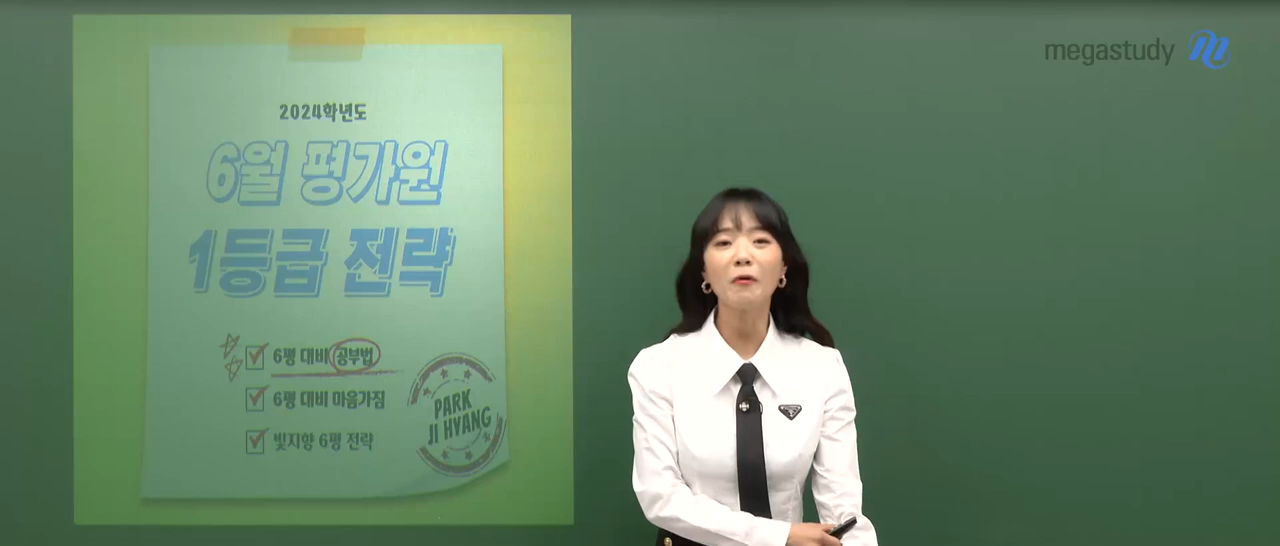 megastudy
2024학년도
6월 평가원
1등급 전략
6평 대비 공부법
6평 대비 마음가짐
빛지향 6평 전략
PARK
JI HYANG